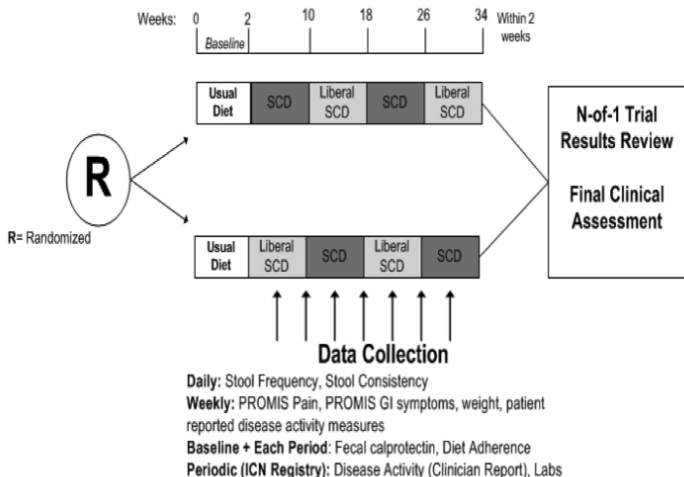 Weeks: 0 2 10 18 26 34 Within 2 weeks
Baseline
Usual Diet SCD Liberal SCD SCD Liberal SCD
R
R= Randomized
Usual Diet Liberal SCD SCD Liberal SCD SCD
N-of-1 Trial
Results Review
Final Clinical
Assessment
Data Collection
Daily: Stool Frequency, Stool Consistency
Weekly: PROMIS Pain, PROMIS GI symptoms, weight, patient
reported disease activity measures
Baseline + Each Period: Fecal calprotectin, Diet Adherence
Periodic (ICN Registry): Disease Activity (Clinician Report), Labs